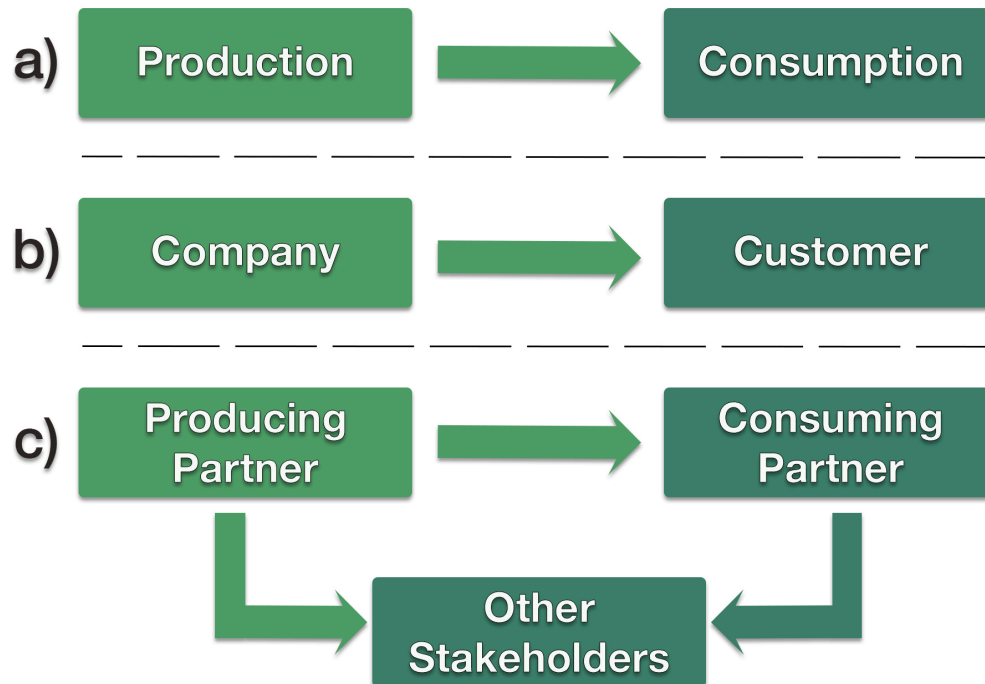 a) Production Consumption
b) Company Customer
c) Producing Partner Consuming Partner
Other
Stakeholders